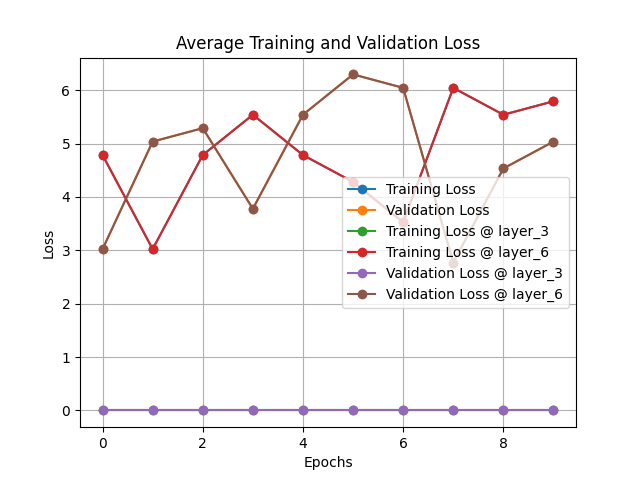 Average Training and Validation Loss
6
5
4
3
2
1
0
Loss
Training Loss
Validation Loss
Training Loss @ layer_3
Training Loss @ layer_6
Validation Loss @ layer_3
Validation Loss @ layer_6
0 2 4 6 8
Epochs